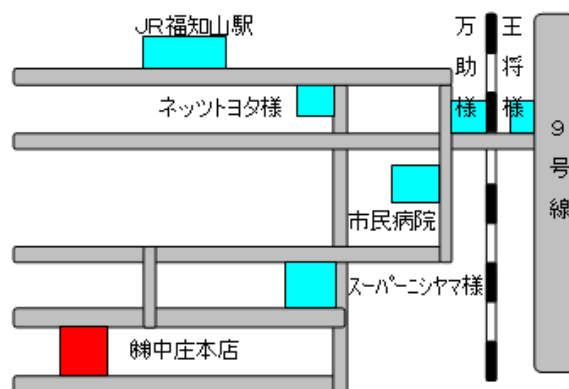 JR福知山駅
万助様
王将様
ネッツトヨタ様
9号線
市民病院
スーパーニシヤマ様
㈱中庄本店